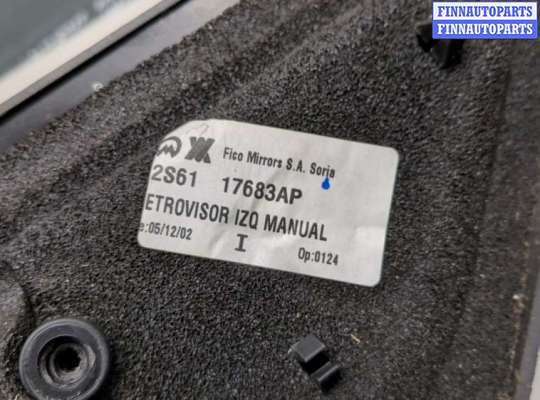 FINNAUTOPARTS
FINNAUTOPARTS
Fico Mirrors S.A. Soria
2S61 17683AP
ETROVISOR IZQ MANUAL
e:05/12/02
I
Op:0124